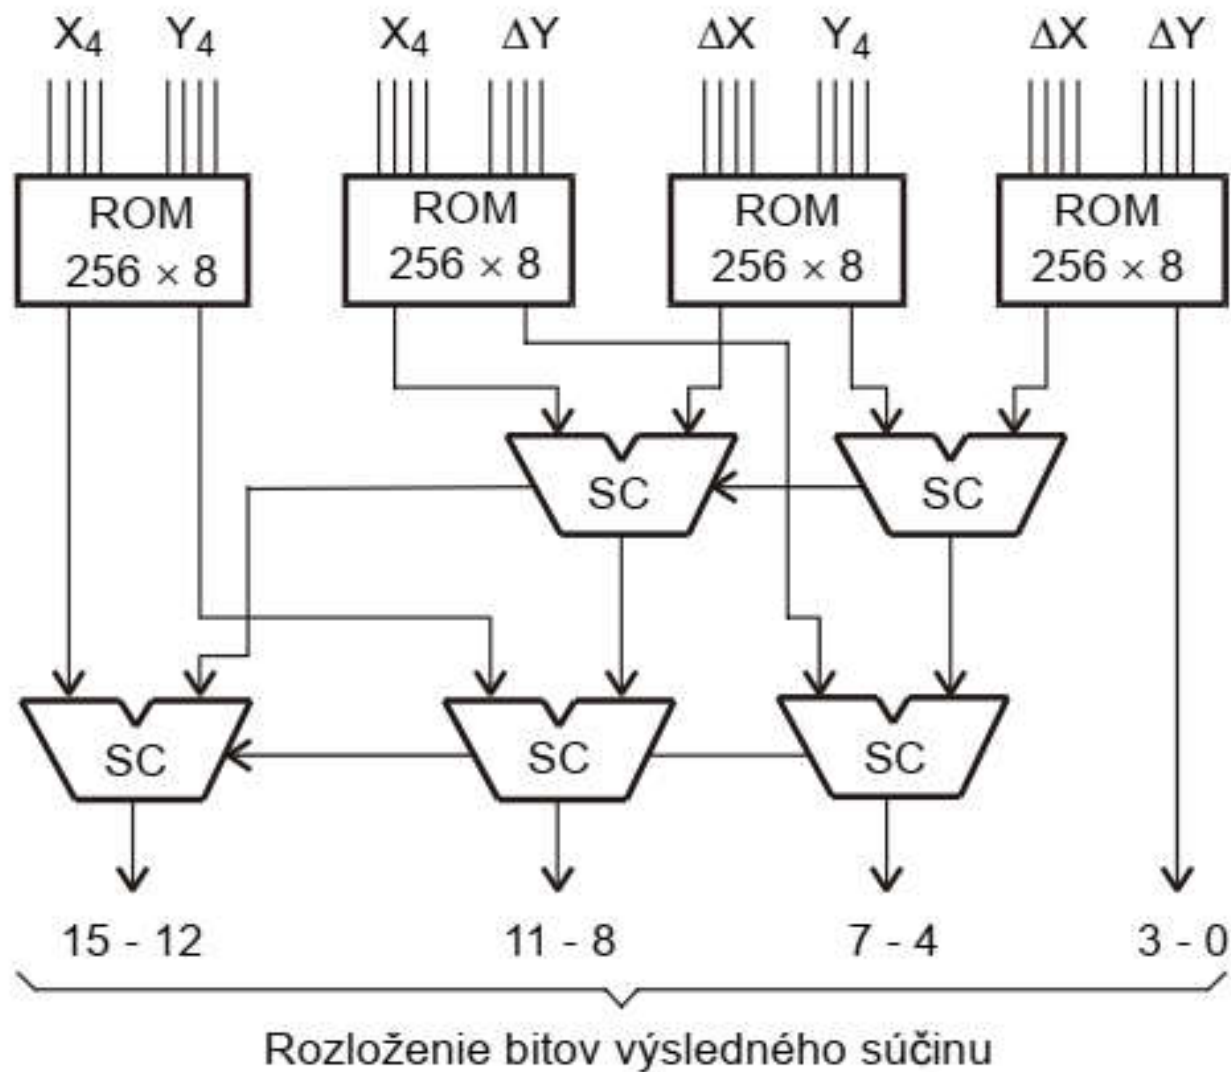 X₄ Y₄ X₄ ΔY ΔX Y₄ ΔX ΔY
ROM ROM ROM ROM
256 × 8 256 × 8 256 × 8 256 × 8
SC SC
SC SC SC
15 - 12 11 - 8 7 - 4 3 - 0
Rozloženie bitov výsledného súčinu